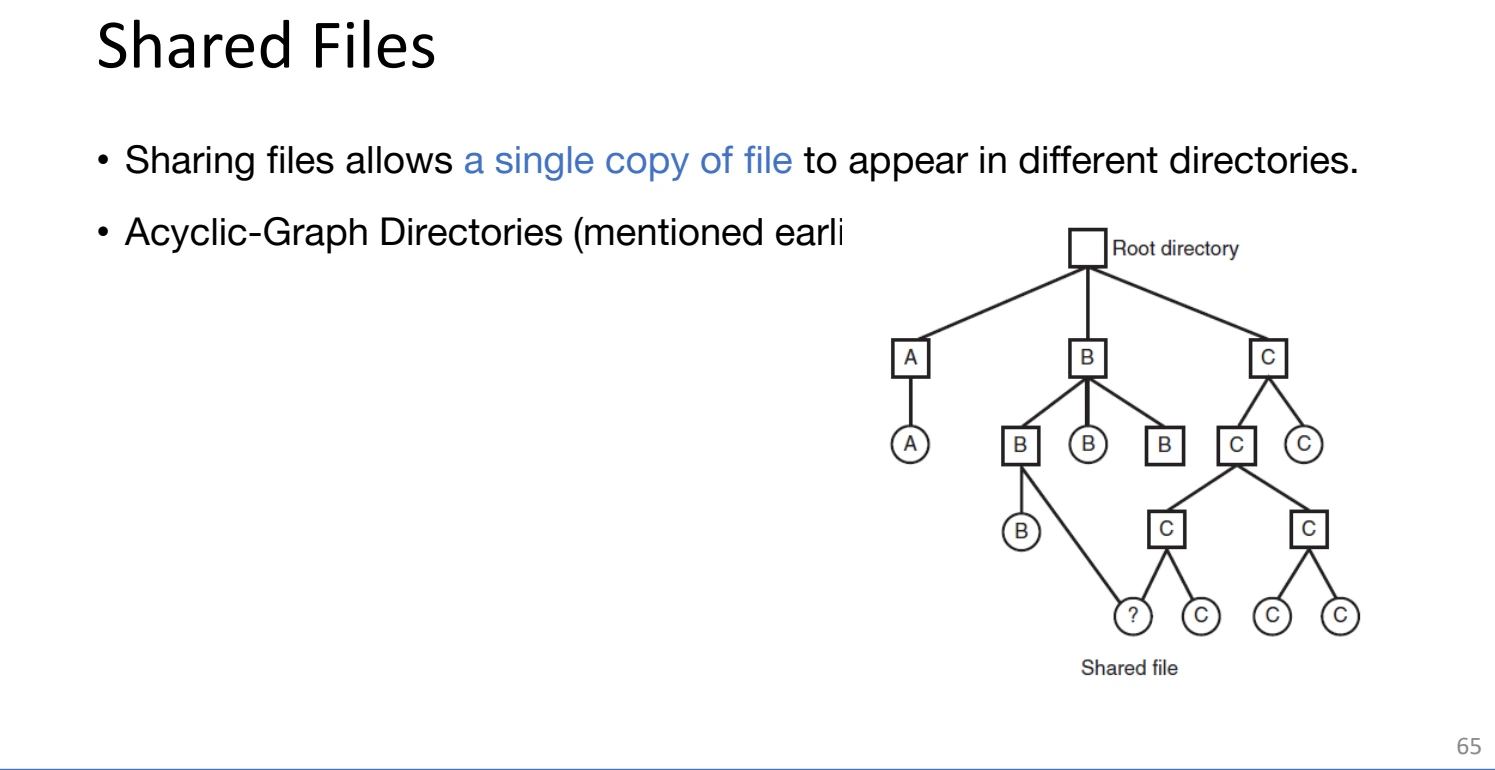 Shared Files
• Sharing files allows a single copy of file to appear in different directories.
• Acyclic-Graph Directories (mentioned earli
Root directory
A B C
A B B B C C
B C C
? C C C
Shared file
65